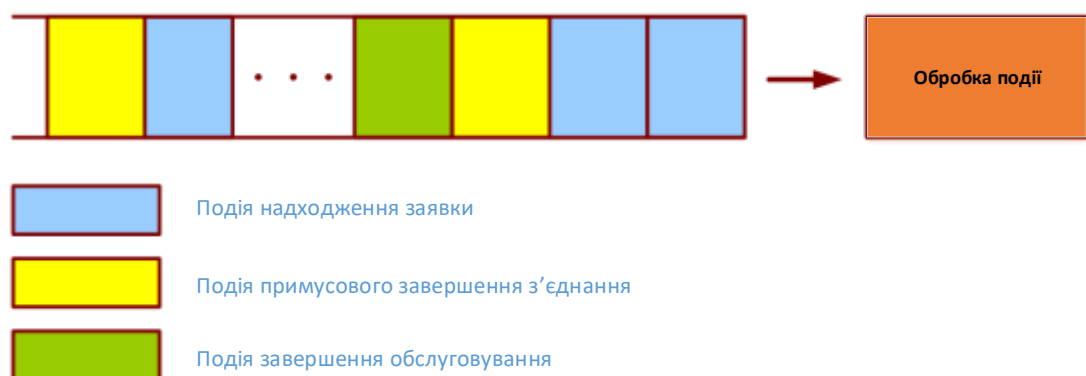 Обробка події
Подія надходження заявки
Подія примусового завершення з’єднання
Подія завершення обслуговування